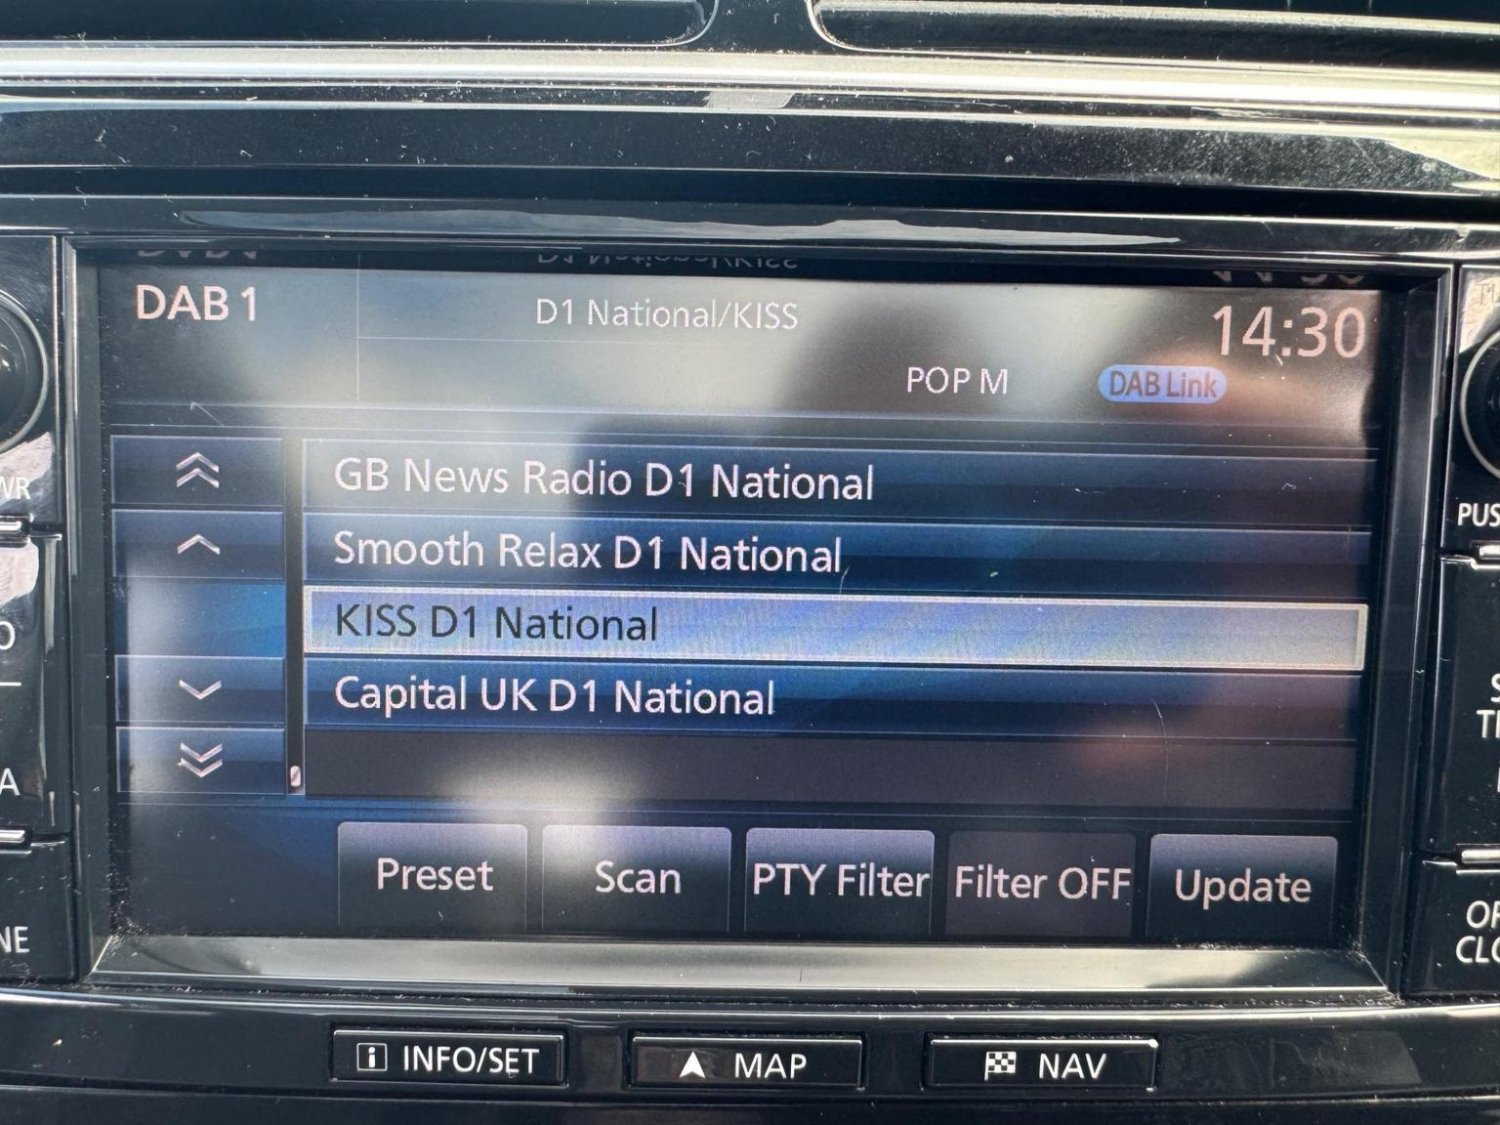 DAB 1
D1 National/KISS
14:30
POP M
DAB Link
GB News Radio D1 National
Smooth Relax D1 National
KISS D1 National
Capital UK D1 National
Preset
Scan
PTY Filter
Filter OFF
Update
INFO/SET
MAP
NAV